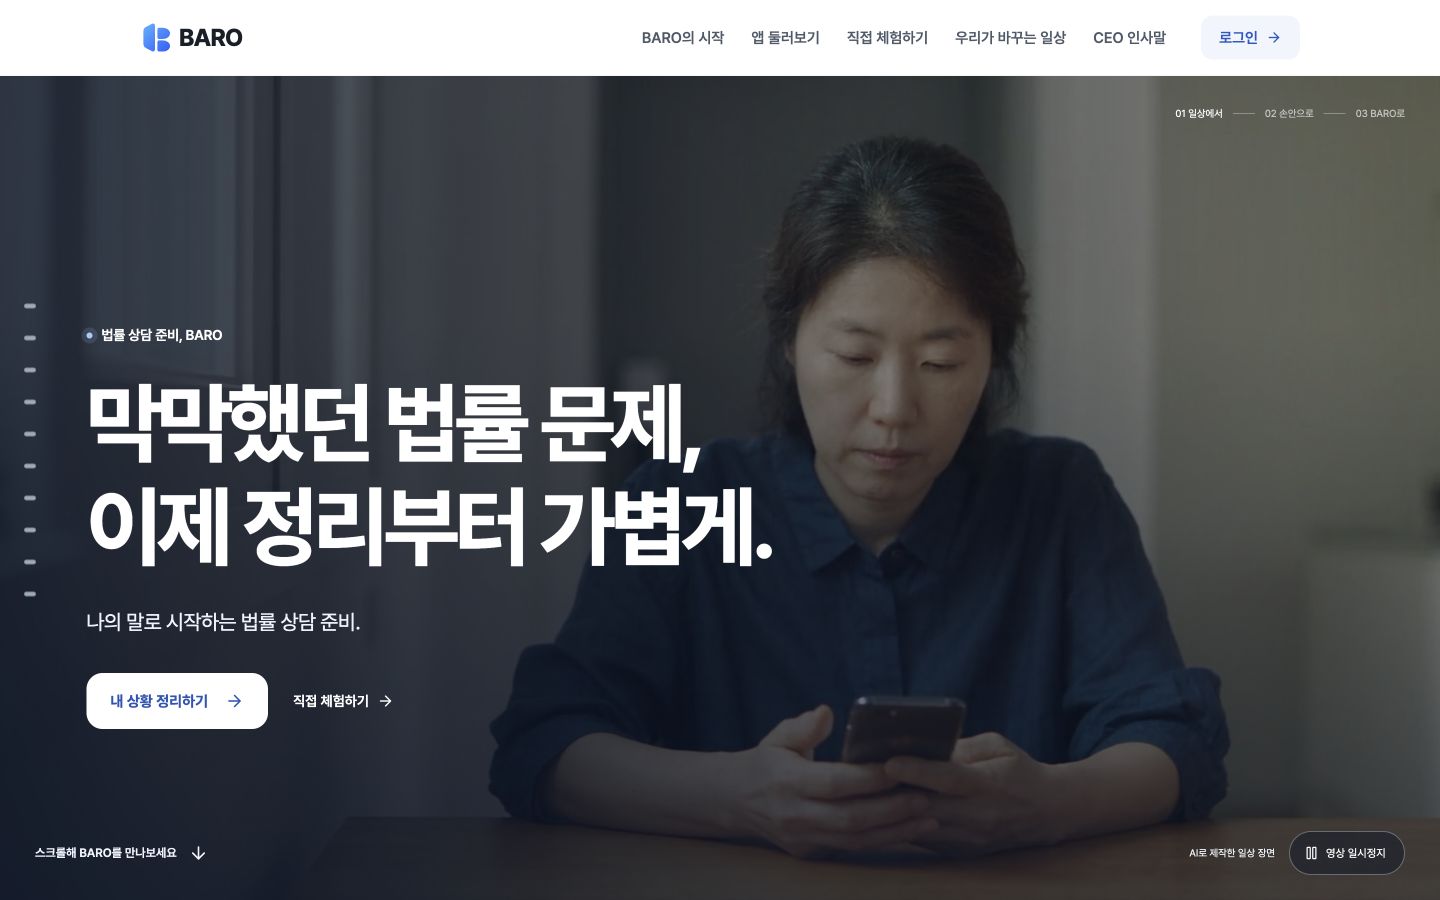 BARO
BARO의 시작
앱 둘러보기
직접 체험하기
우리가 바꾸는 일상
CEO 인사말
로그인
01 일상에서
02 손안으로
03 BARO로
법률 상담 준비, BARO
막막했던 법률 문제,
이제 정리부터 가볍게.
나의 말로 시작하는 법률 상담 준비.
내 상황 정리하기
직접 체험하기
스크롤해 BARO를 만나보세요
AI로 제작한 일상 장면
영상 일시정지